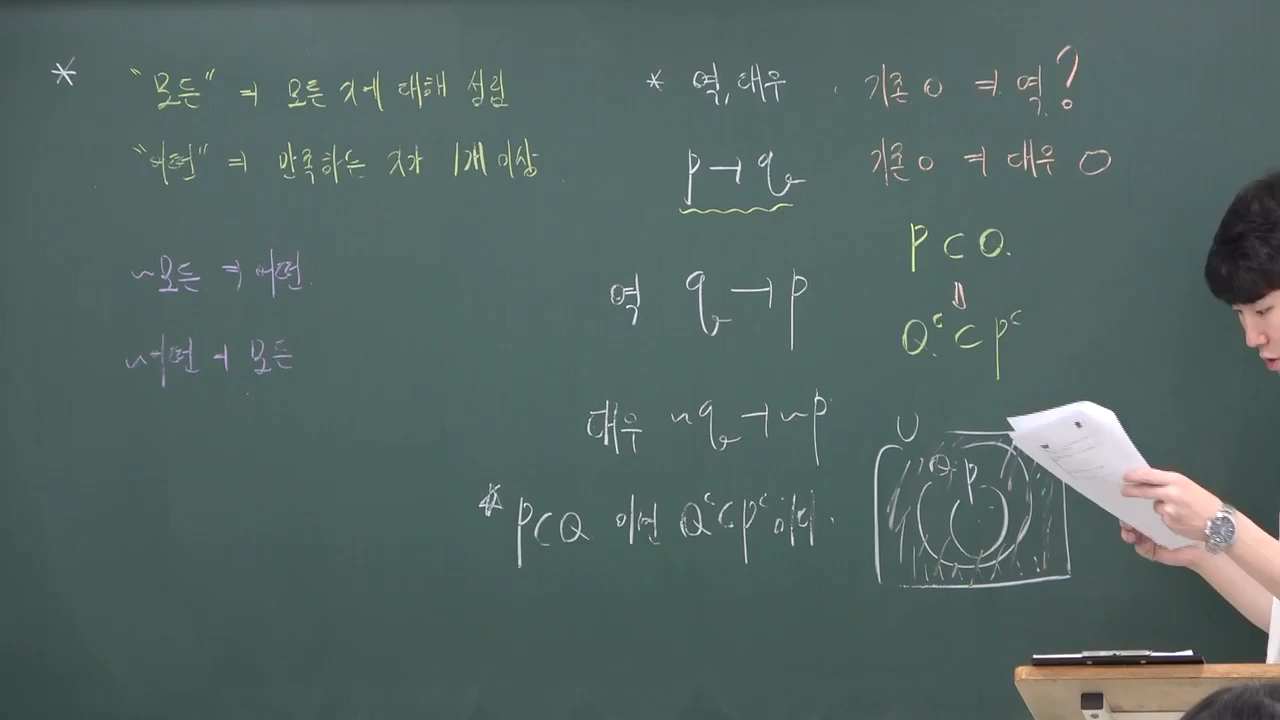 * "모든" ⇒ 모든 x에 대해 성립
"어떤" ⇒ 만족하는 x가 1개 이상
~모든 ⇒ 어떤
~어떤 → 모든
* 역, 대우
p → q
역 q → p
대우 ~q → ~p
* P⊂Q 이면 Q^c⊂P^c 이다.
기존 O ⇒ 역 ?
기존 O ⇒ 대우 O
P ⊂ Q.
⇓
Q^c ⊂ P^c
U
Q P